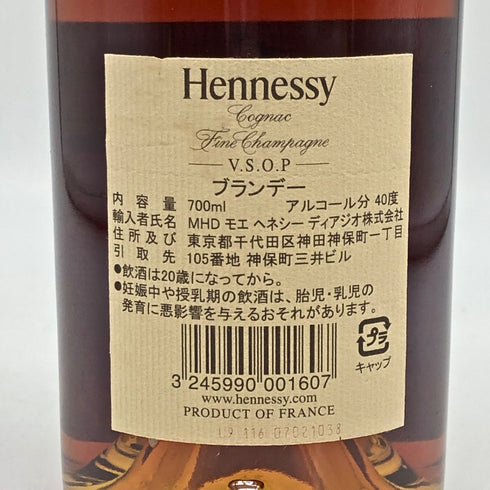 Hennessy
Cognac
Fine Champagne
V.S.O.P
ブランデー
内容量 700ml アルコール分 40度
輸入者氏名 MHD モエ ヘネシー ディアジオ株式会社
住所及び 東京都千代田区神田神保町一丁目
引取先 105番地 神保町三井ビル
●飲酒は20歳になってから。
●妊娠中や授乳期の飲酒は、胎児・乳児の
発育に悪影響を与えるおそれがあります。
プラ
キャップ
3 245990 001607
www.hennessy.com
PRODUCT OF FRANCE
L9 116 07021038